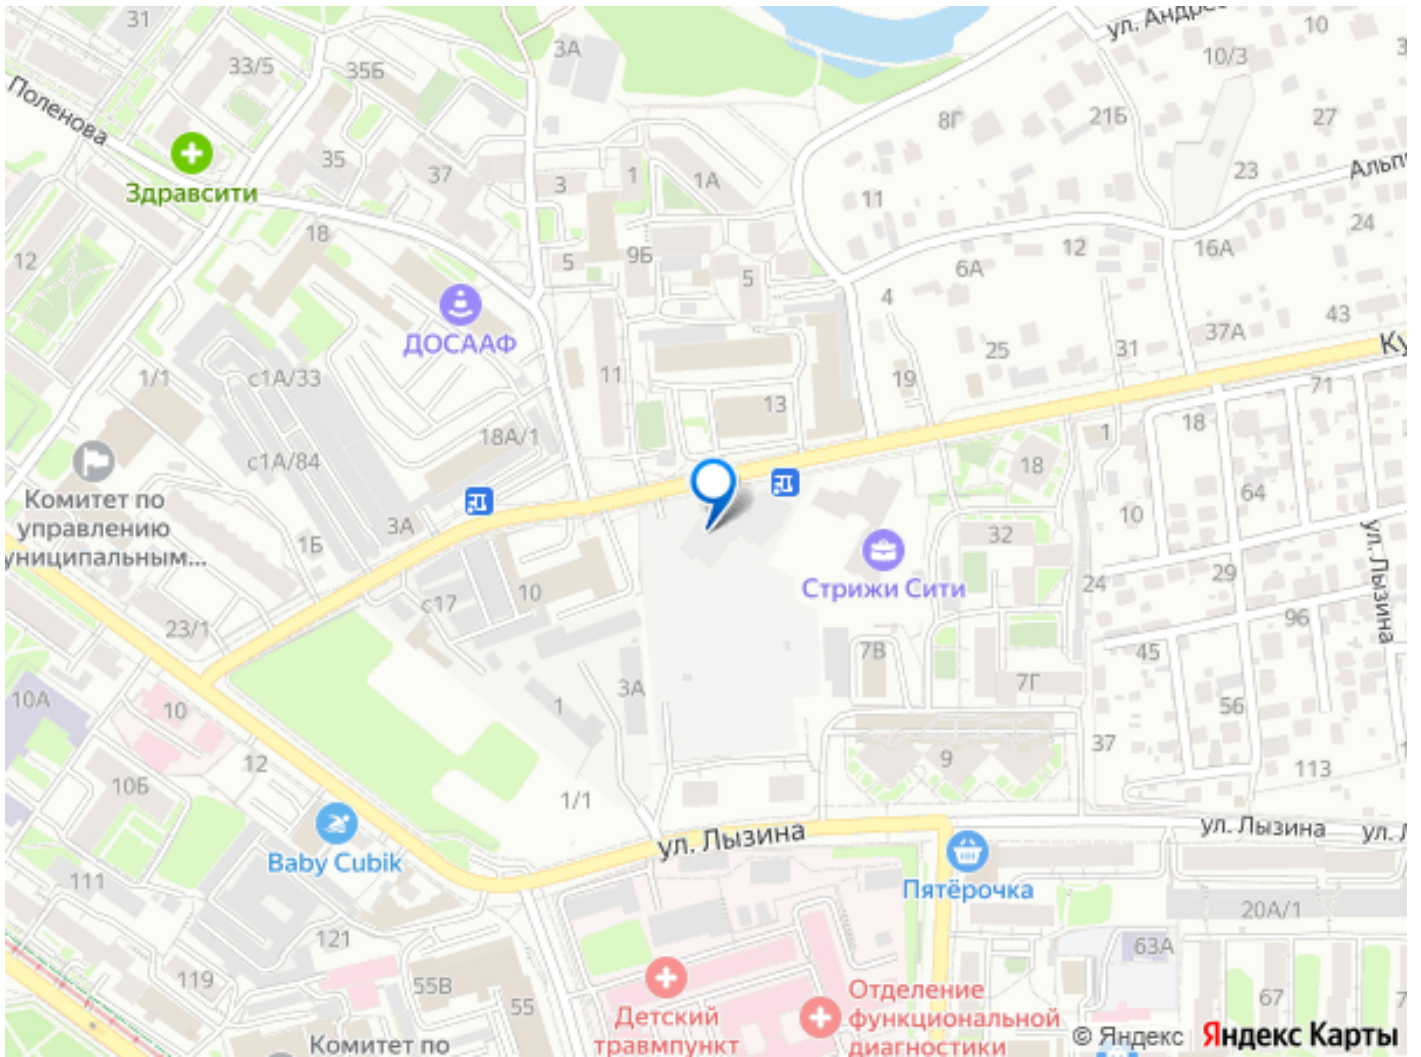 31
33/5
35Б
3А
ул. Андре
10
10/3
Поленова
8Г
21Б
27
35
37
3
1
1А
11
23
Альп
Здравсити
18
12
5
9Б
5
6А
12
16А
24
4
ДОСААФ
43
37А
Ку
25
31
1/1
с1А/33
11
19
71
13
18
18А/1
1
с1А/84
18
64
Комитет по
управлению
униципальным...
3А
1Б
10
32
ул. Лызина
Стрижи Сити
29
24
10
с17
96
23/1
7В
45
3А
7Г
10А
10
1
56
37
12
9
113
10Б
1/1
ул. Лызина
ул. Лызина
ул. Л
Baby Cubik
Пятёрочка
111
20А/1
121
63А
119
55В
55
Детский
травмпункт
Отделение
функциональной
диагностики
67
7
Комитет по
© Яндекс Яндекс Карты